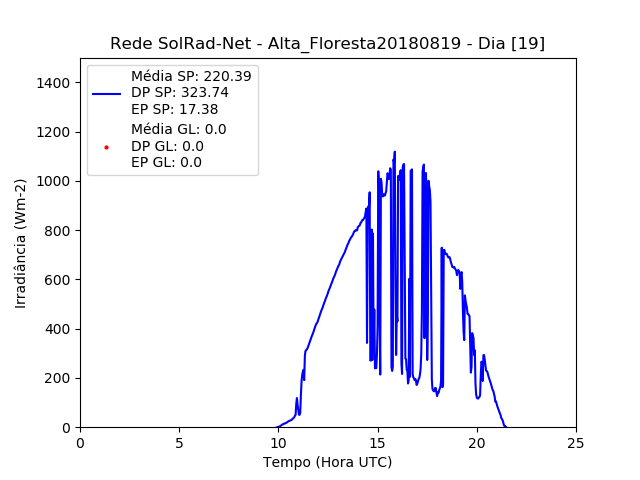 Rede SolRad-Net - Alta_Floresta20180819 - Dia [19]
Média SP: 220.39
DP SP: 323.74
EP SP: 17.38
Média GL: 0.0
DP GL: 0.0
EP GL: 0.0
1400
1200
1000
800
600
400
200
0
Irradiância (Wm-2)
0 5 10 15 20 25
Tempo (Hora UTC)